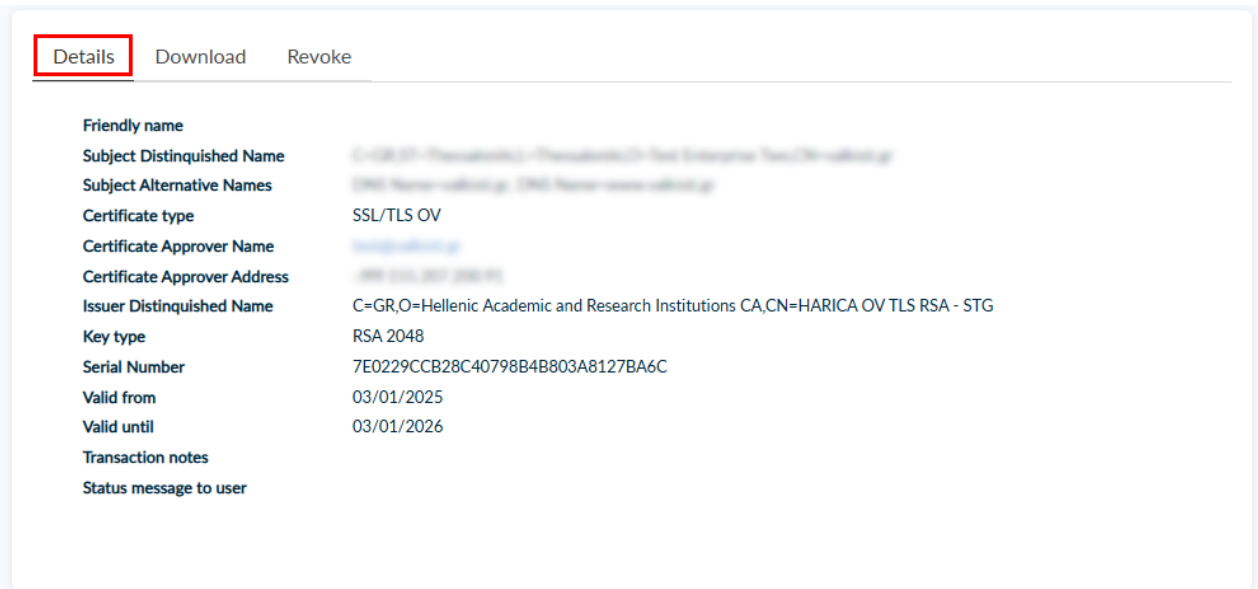 Details Download Revoke
Friendly name
Subject Distinguished Name
Subject Alternative Names
Certificate type SSL/TLS OV
Certificate Approver Name
Certificate Approver Address
Issuer Distinguished Name C=GR,O=Hellenic Academic and Research Institutions CA,CN=HARICA OV TLS RSA - STG
Key type RSA 2048
Serial Number 7E0229CCB28C40798B4B803A8127BA6C
Valid from 03/01/2025
Valid until 03/01/2026
Transaction notes
Status message to user